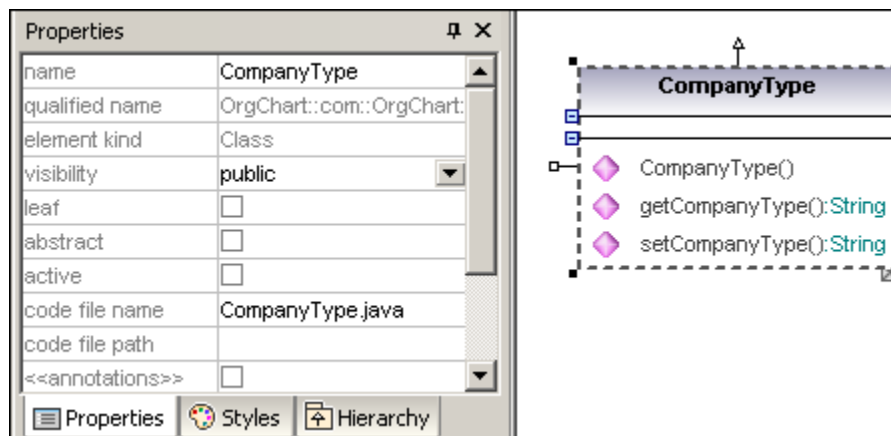 Properties
name CompanyType
qualified name OrgChart::com::OrgChart:
element kind Class
visibility public
leaf
abstract
active
code file name CompanyType.java
code file path
<<annotations>>
Properties Styles Hierarchy
CompanyType
CompanyType()
getCompanyType():String
setCompanyType():String